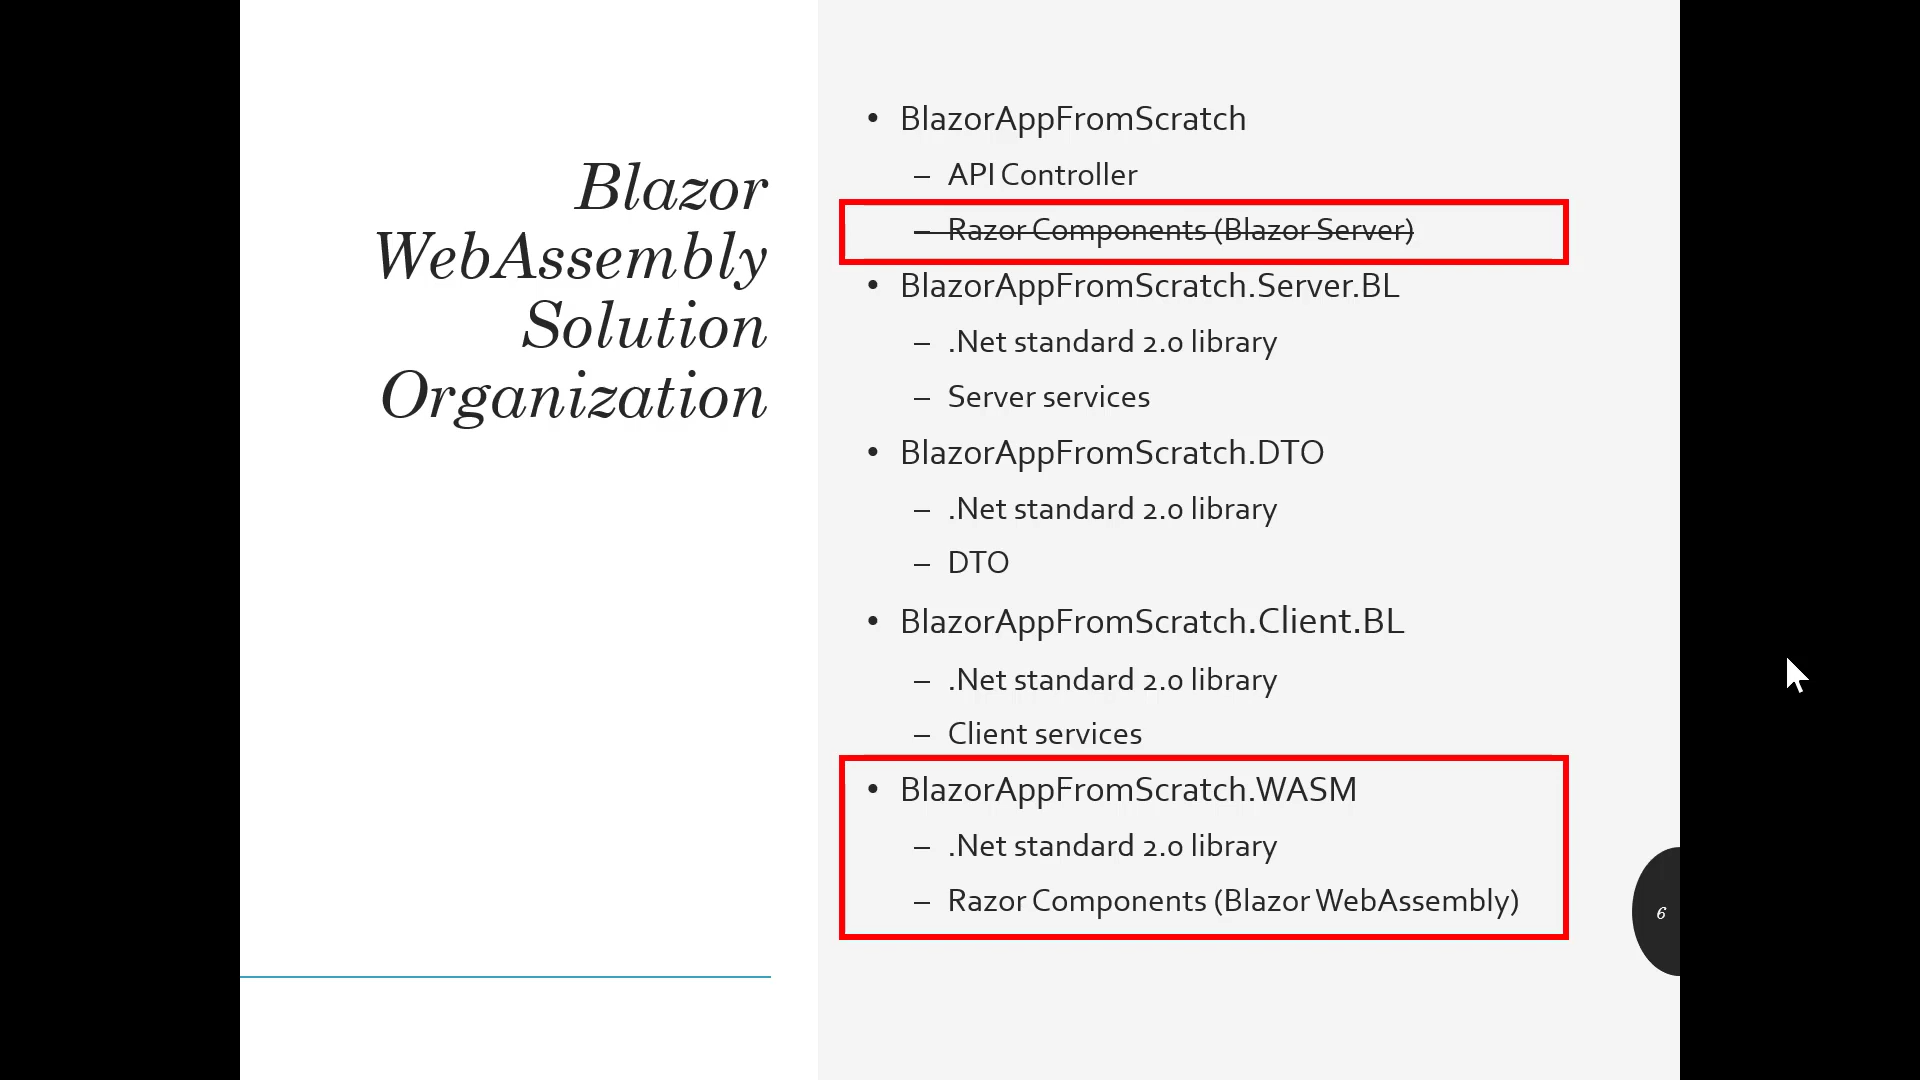 Blazor
WebAssembly
Solution
Organization
• BlazorAppFromScratch
– API Controller
– Razor Components (Blazor Server)
• BlazorAppFromScratch.Server.BL
– .Net standard 2.0 library
– Server services
• BlazorAppFromScratch.DTO
– .Net standard 2.0 library
– DTO
• BlazorAppFromScratch.Client.BL
– .Net standard 2.0 library
– Client services
• BlazorAppFromScratch.WASM
– .Net standard 2.0 library
– Razor Components (Blazor WebAssembly)
6